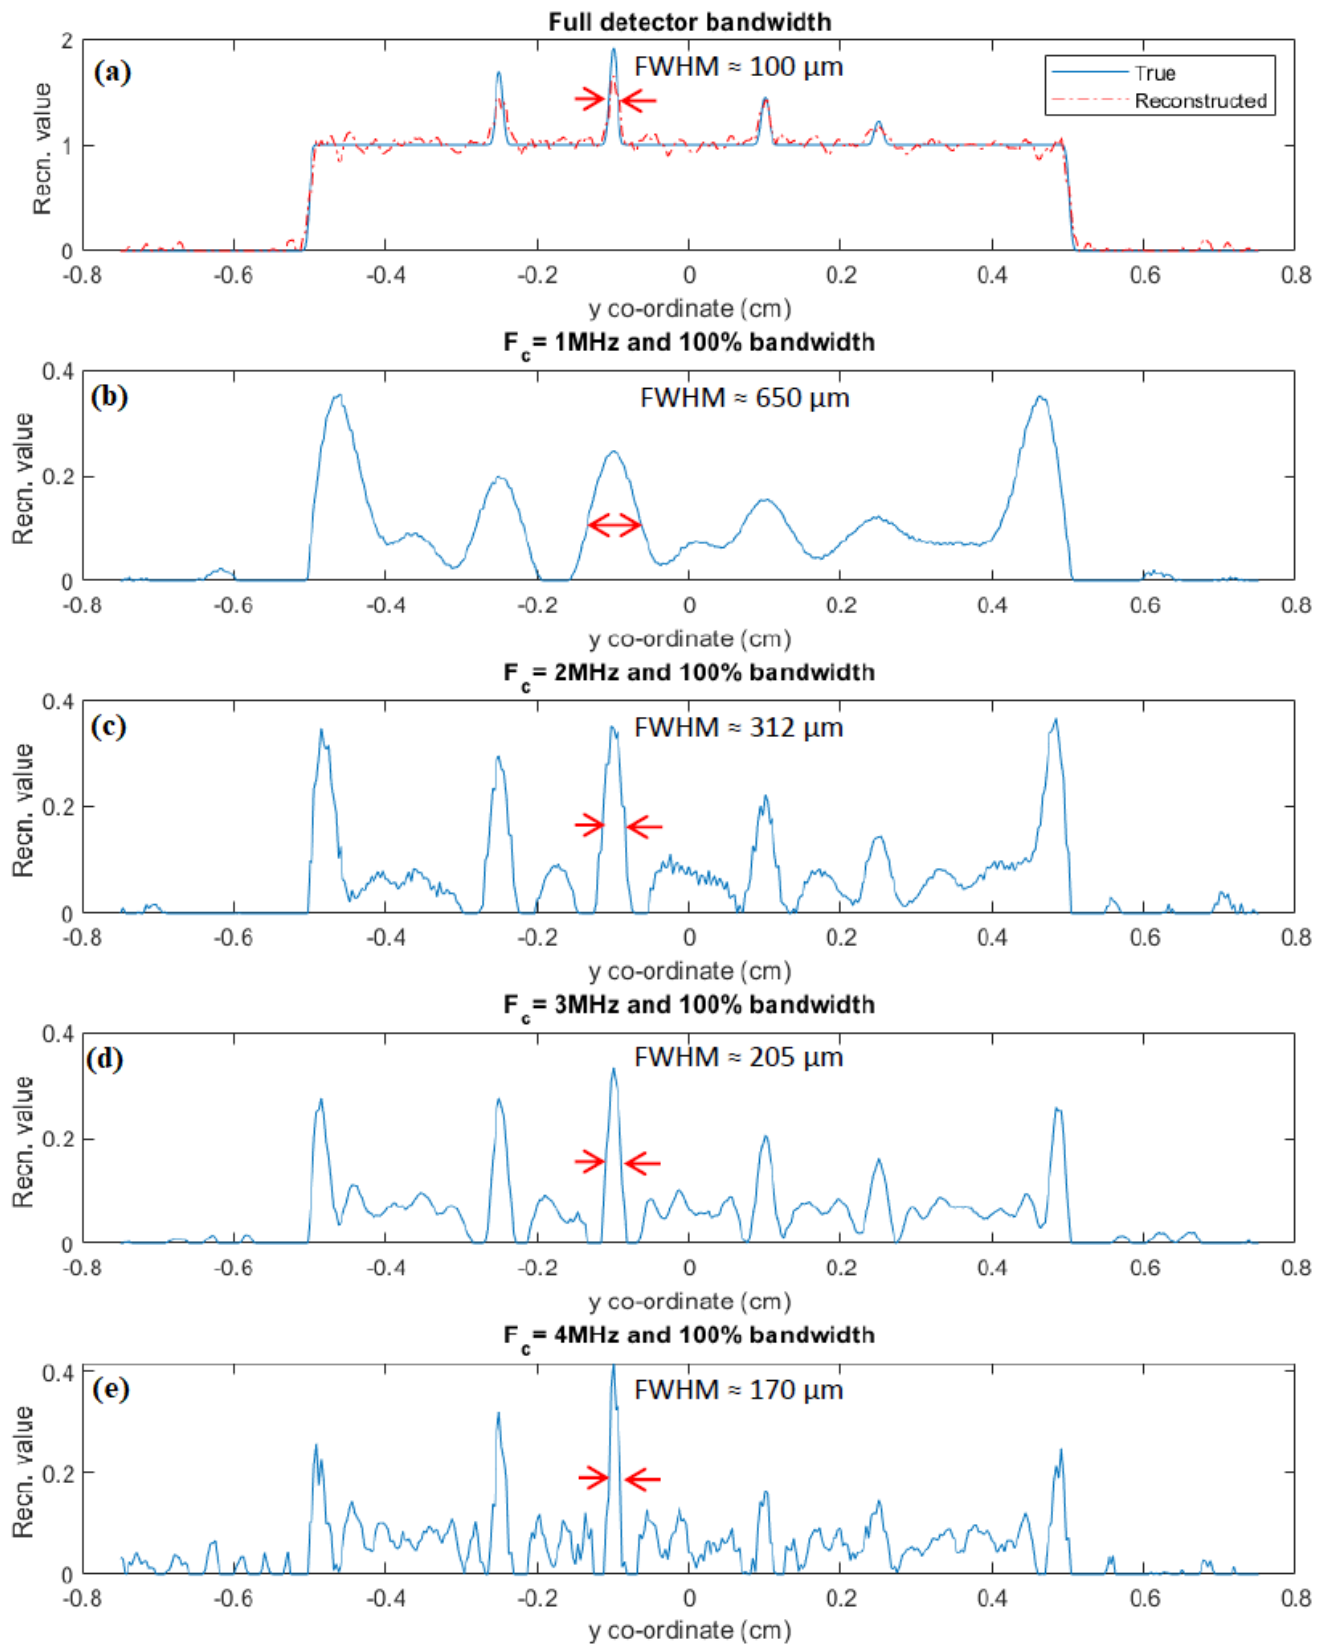 Full detector bandwidth
(a)
FWHM ≈ 100 µm
True
Reconstructed
Recn. value
2
1
0
-0.8 -0.6 -0.4 -0.2 0 0.2 0.4 0.6 0.8
y co-ordinate (cm)
F_c= 1MHz and 100% bandwidth
(b)
FWHM ≈ 650 µm
Recn. value
0.4
0.2
0
-0.8 -0.6 -0.4 -0.2 0 0.2 0.4 0.6 0.8
y co-ordinate (cm)
F_c= 2MHz and 100% bandwidth
(c)
FWHM ≈ 312 µm
Recn. value
0.4
0.2
0
-0.8 -0.6 -0.4 -0.2 0 0.2 0.4 0.6 0.8
y co-ordinate (cm)
F_c= 3MHz and 100% bandwidth
(d)
FWHM ≈ 205 µm
Recn. value
0.4
0.2
0
-0.8 -0.6 -0.4 -0.2 0 0.2 0.4 0.6 0.8
y co-ordinate (cm)
F_c= 4MHz and 100% bandwidth
(e)
FWHM ≈ 170 µm
Recn. value
0.4
0.2
0
-0.8 -0.6 -0.4 -0.2 0 0.2 0.4 0.6 0.8
y co-ordinate (cm)